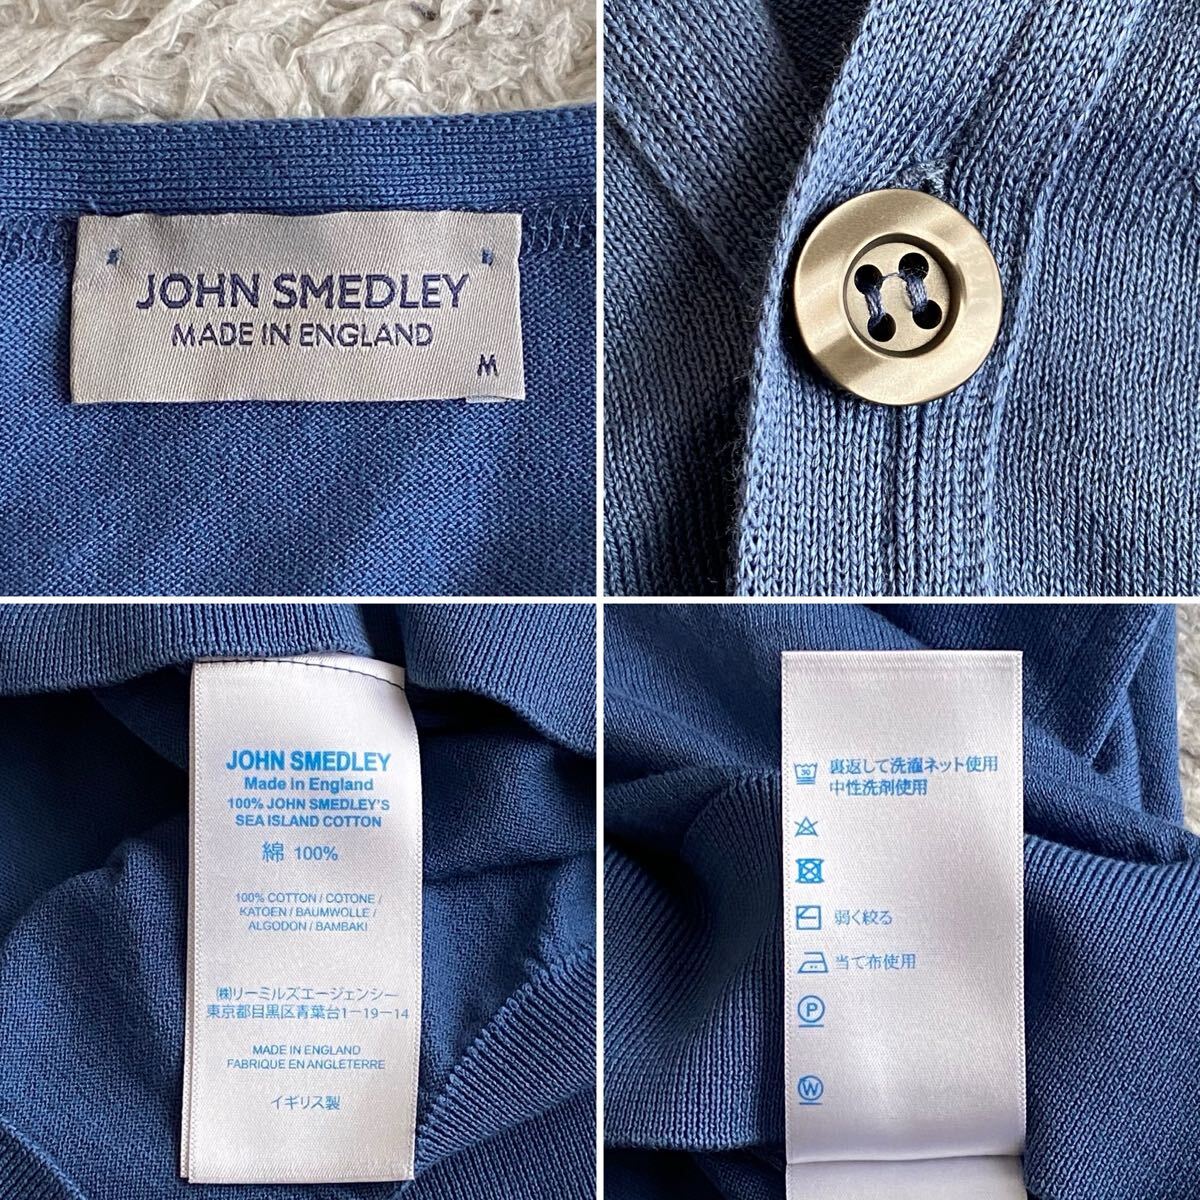 JOHN SMEDLEY
MADE IN ENGLAND
M
JOHN SMEDLEY
Made in England
100% JOHN SMEDLEY'S
SEA ISLAND COTTON
綿 100%
100% COTTON / COTONE /
KATOEN / BAUMWOLLE /
ALGODON / BAMBAKI
㈱リーミルズエージェンシー
東京都目黒区青葉台1-19-14
MADE IN ENGLAND
FABRIQUE EN ANGLETERRE
イギリス製
30 裏返して洗濯ネット使用
中性洗剤使用
弱く絞る
当て布使用
P
W